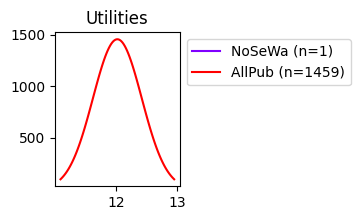 Utilities
1500
1000
500
12
13
NoSeWa (n=1)
AllPub (n=1459)